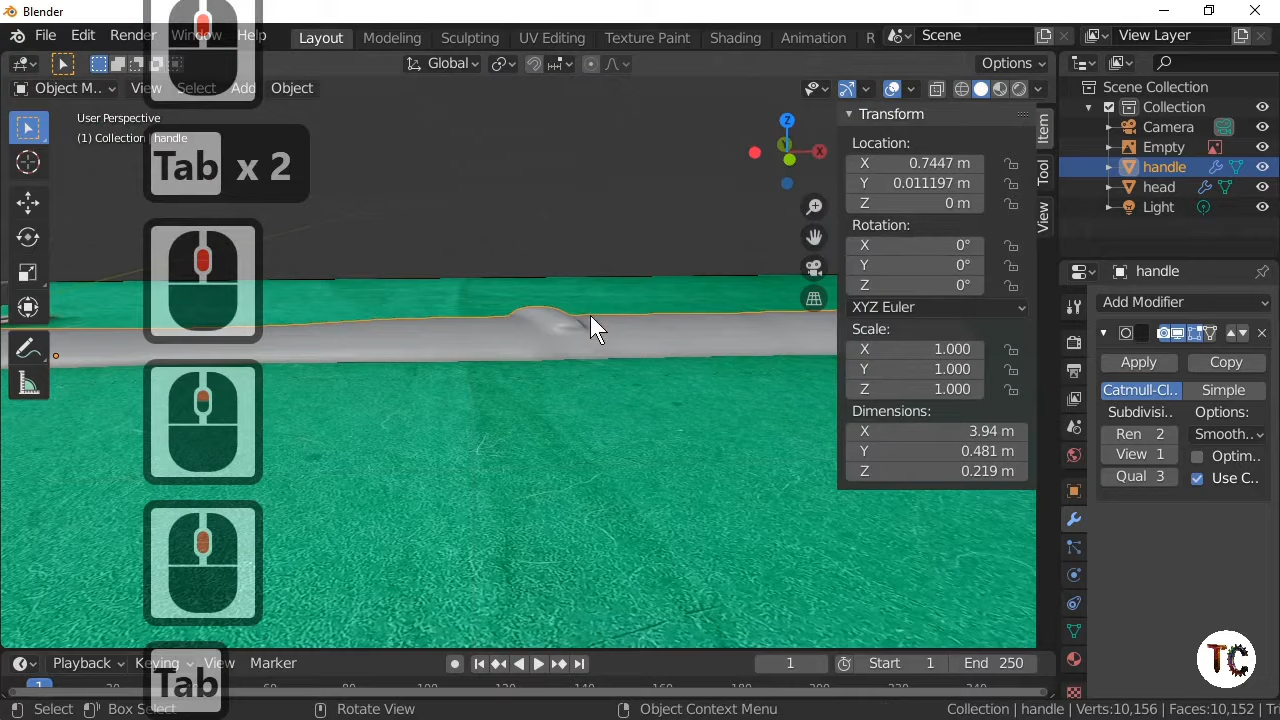 Blender
File Edit Render Window Help
Layout Modeling Sculpting UV Editing Texture Paint Shading Animation R
Scene
View Layer
Global
Options
Object M...
View Select Add Object
User Perspective
(1) Collection | handle
Tab x 2
Tab
Z
X
Transform
Location:
X 0.7447 m
Y 0.011197 m
Z 0 m
Rotation:
X 0°
Y 0°
Z 0°
XYZ Euler
Scale:
X 1.000
Y 1.000
Z 1.000
Dimensions:
X 3.94 m
Y 0.481 m
Z 0.219 m
Item
Tool
View
Scene Collection
Collection
Camera
Empty
handle
head
Light
handle
Add Modifier
Apply Copy
Catmull-Cl.. Simple
Subdivisi.. Options:
Ren 2 Smooth..
View 1 Optim..
Qual 3 Use C..
TC
Playback Keying View Marker
1 Start 1 End 250
1
Select Box Select Rotate View Object Context Menu Collection | handle | Verts:10,156 | Faces:10,152 | Tr